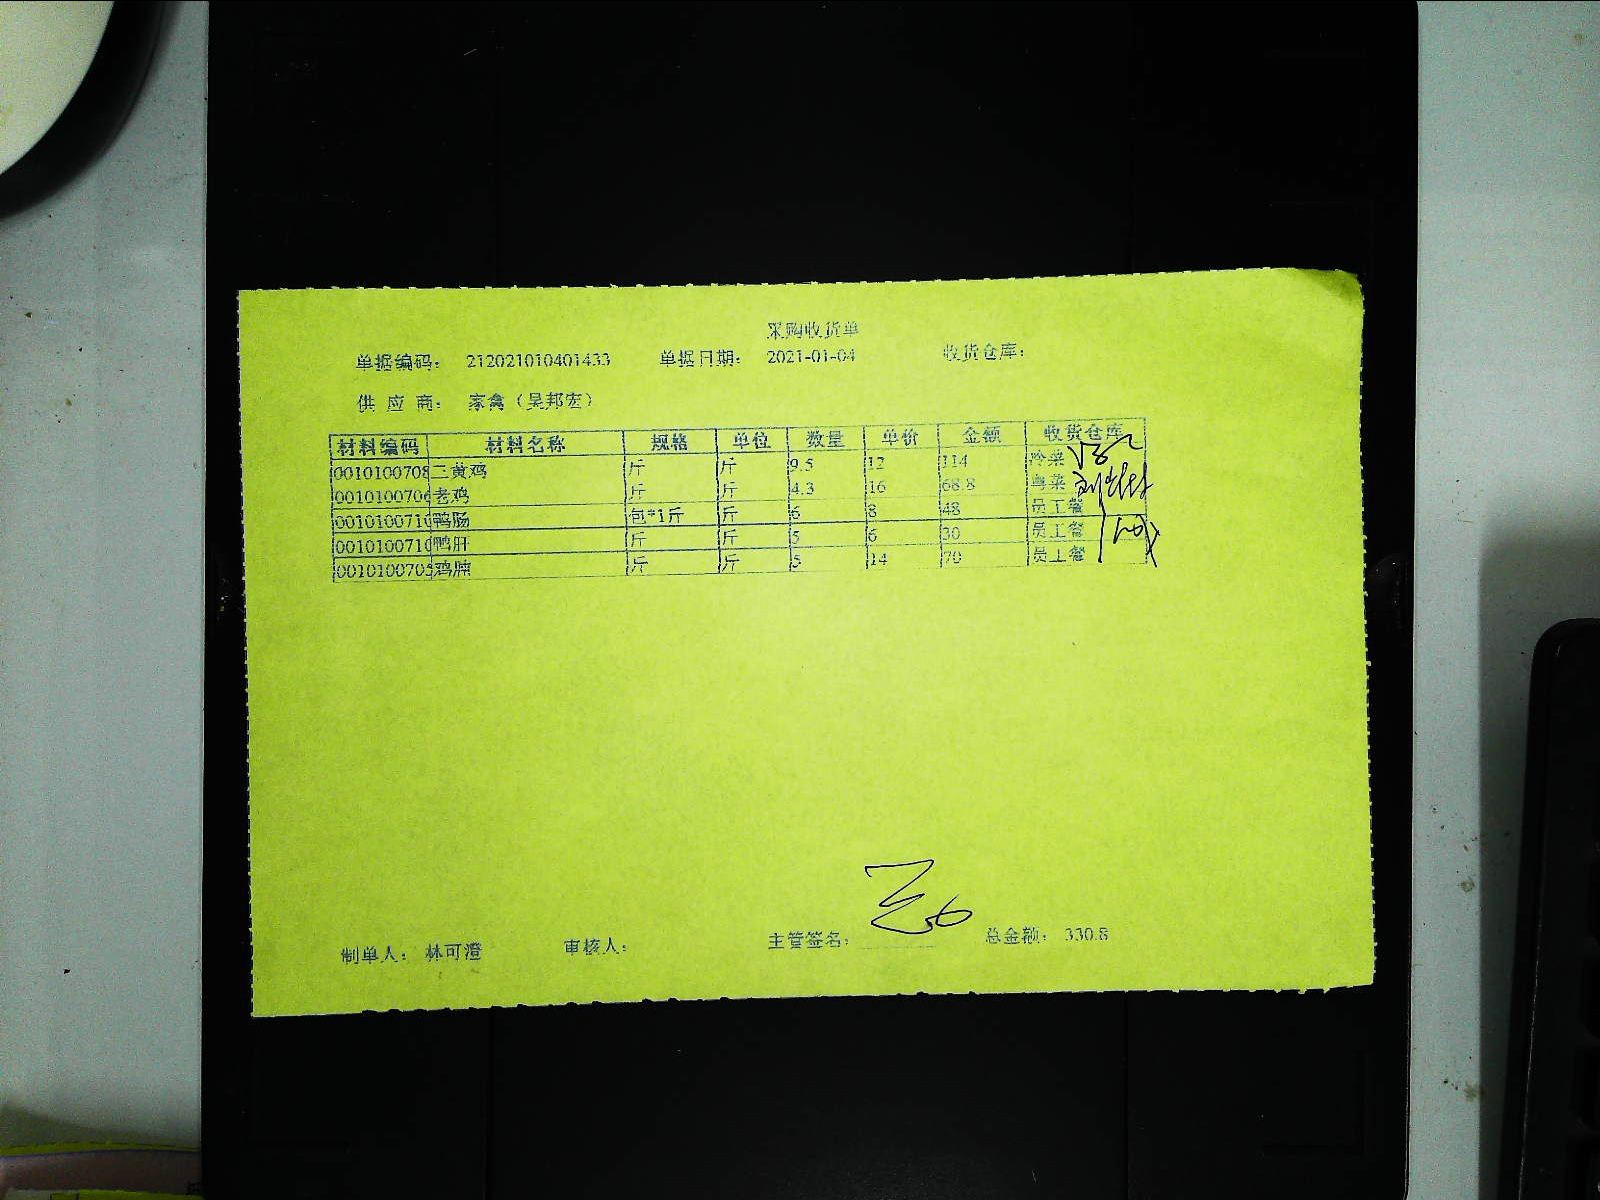 采购收货单
单据编码： 212021010401433 单据日期： 2021-01-04 收货仓库：
供 应 商： 家禽（吴邦宏）
材料编码 材料名称 规格 单位 数量 单价 金额 收货仓库
0010100708 三黄鸡 斤 斤 9.5 12 114 冷菜
0010100706 老鸡 斤 斤 4.3 16 68.8 粤菜
001010071 鸭肠 包*1斤 斤 6 8 48 员工餐
001010071 鸭肝 斤 斤 5 6 30 员工餐
001010070 鸡腩 斤 斤 5 14 70 员工餐
制单人： 林可澄 审核人： 主管签名： 总金额： 330.8